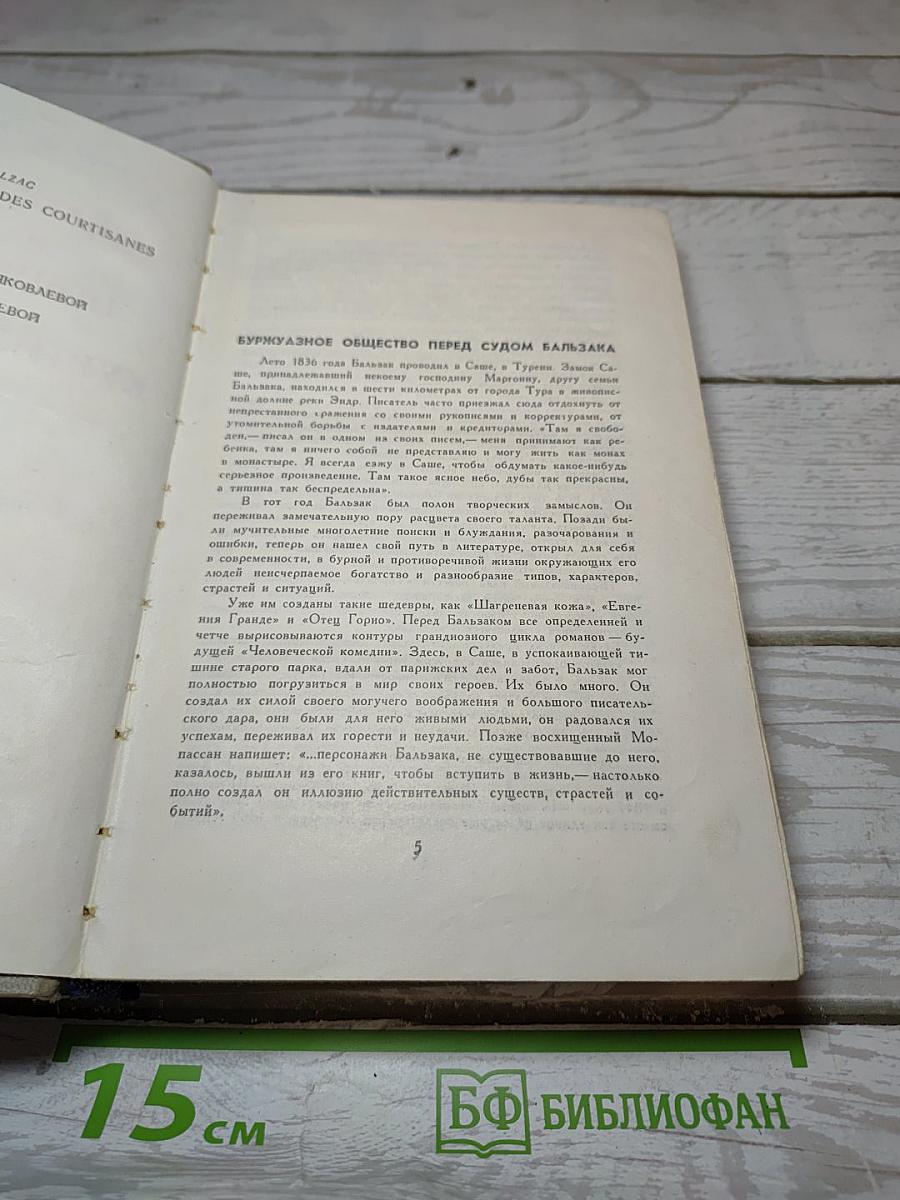 LZAC
DES COURTISANES
ЯКОВЛЕВОЙ
ЕВОЙ
БУРЖУАЗНОЕ ОБЩЕСТВО ПЕРЕД СУДОМ БАЛЬЗАКА
Лето 1836 года Бальзак проводил в Саше, в Турени. Замок Са-
ше, принадлежавший некоему господину Маргонну, другу семьи
Бальзака, находился в шести километрах от города Тура в живопис-
ной долине реки Эндр. Писатель часто приезжал сюда отдохнуть от
непрестанного сражения со своими рукописями и корректурами, от
утомительной борьбы с издателями и кредиторами. «Там я свобо-
ден,— писал он в одном из своих писем,— меня принимают как ре-
бенка, там я ничего собой не представляю и могу жить как монах
в монастыре. Я всегда езжу в Саше, чтобы обдумать какое-нибудь
серьезное произведение. Там такое ясное небо, дубы так прекрасны,
а тишина так беспредельна».
В тот год Бальзак был полон творческих замыслов. Он
переживал замечательную пору расцвета своего таланта. Позади бы-
ли мучительные многолетние поиски и блуждания, разочарования и
ошибки, теперь он нашел свой путь в литературе, открыл для себя
в современности, в бурной и противоречивой жизни окружающих его
людей неисчерпаемое богатство и разнообразие типов, характеров,
страстей и ситуаций.
Уже им созданы такие шедевры, как «Шагреневая кожа», «Евге-
ния Гранде» и «Отец Горио». Перед Бальзаком все определенней и
четче вырисовываются контуры грандиозного цикла романов — бу-
дущей «Человеческой комедии». Здесь, в Саше, в успокаивающей ти-
шине старого парка, вдали от парижских дел и забот, Бальзак мог
полностью погрузиться в мир своих героев. Их было много. Он
создал их силой своего могучего воображения и большого писатель-
ского дара, они были для него живыми людьми, он радовался их
успехам, переживал их горести и неудачи. Позже восхищенный Мо-
пассан напишет: «...персонажи Бальзака, не существовавшие до него,
казалось, вышли из его книг, чтобы вступить в жизнь,— настолько
полно создал он иллюзию действительных существ, страстей и со-
бытий».
5
15 см
БФ БИБЛИОФАН